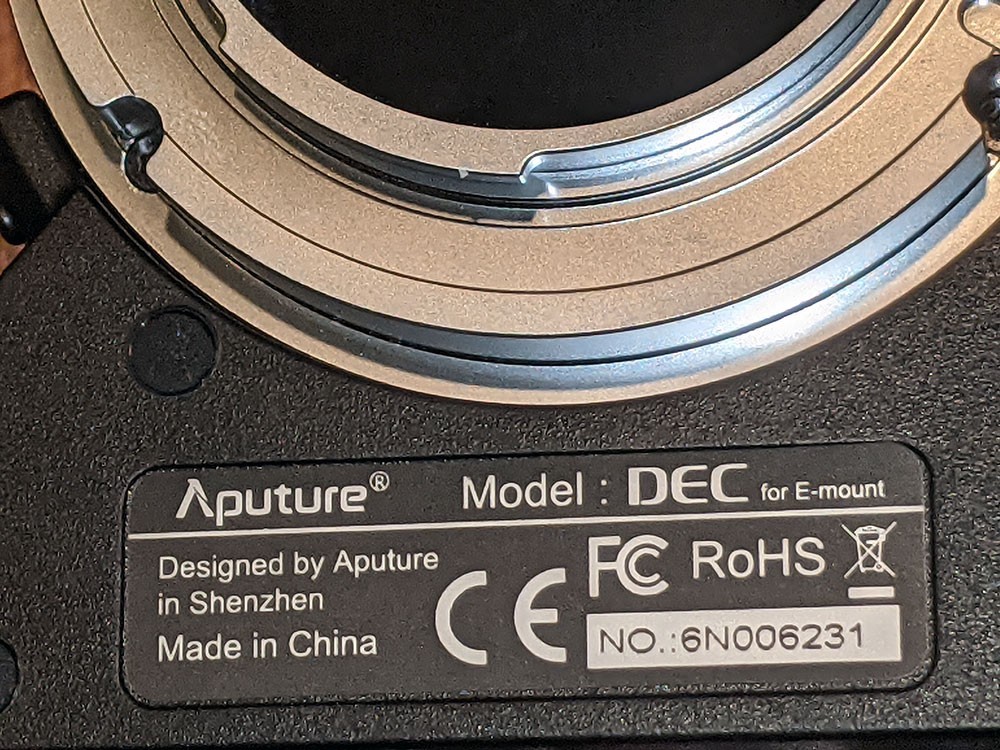 Aputure®
Model : DEC for E-mount
Designed by Aputure
in Shenzhen
Made in China
CE
FC
RoHS
NO.:6N006231